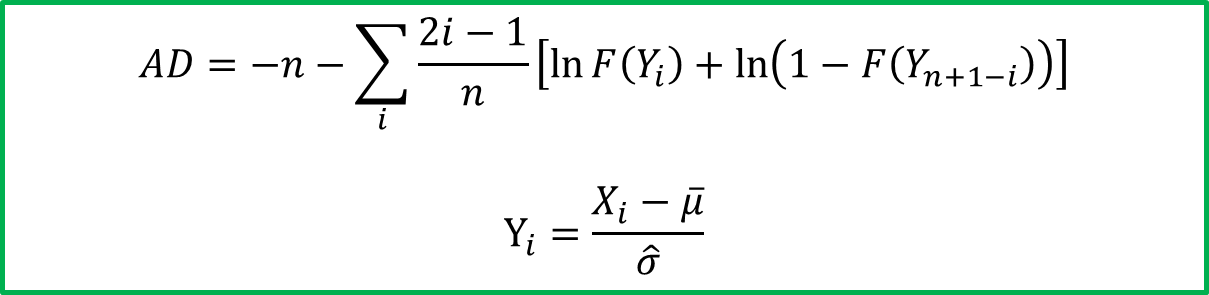 AD = −n − ∑_i (2i − 1)/n [ln F(Y_i) + ln(1 − F(Y_{n+1−i}))]
Y_i = (X_i − μ̄)/σ̂